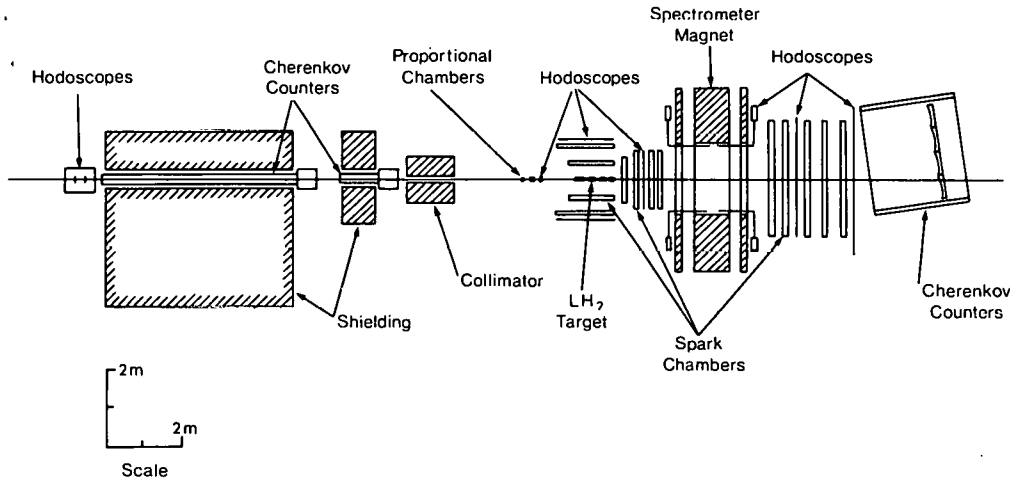 Spectrometer
Magnet
Hodoscopes
Cherenkov
Counters
Proportional
Chambers
Hodoscopes
Hodoscopes
Collimator
Shielding
LH2
Target
Spark
Chambers
Cherenkov
Counters
2m
2m
Scale